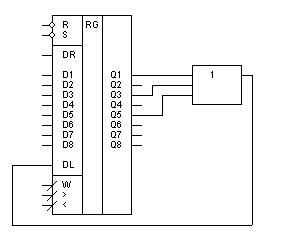 R RG
S
DR
D1 Q1 1
D2 Q2
D3 Q3
D4 Q4
D5 Q5
D6 Q6
D7 Q7
D8 Q8
DL
W
>
<